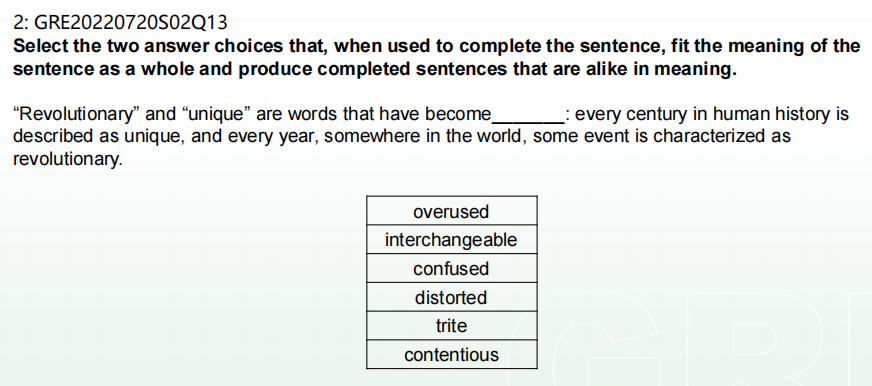 2: GRE20220720S02Q13
Select the two answer choices that, when used to complete the sentence, fit the meaning of the
sentence as a whole and produce completed sentences that are alike in meaning.
“Revolutionary” and “unique” are words that have become_______: every century in human history is
described as unique, and every year, somewhere in the world, some event is characterized as
revolutionary.
overused
interchangeable
confused
distorted
trite
contentious